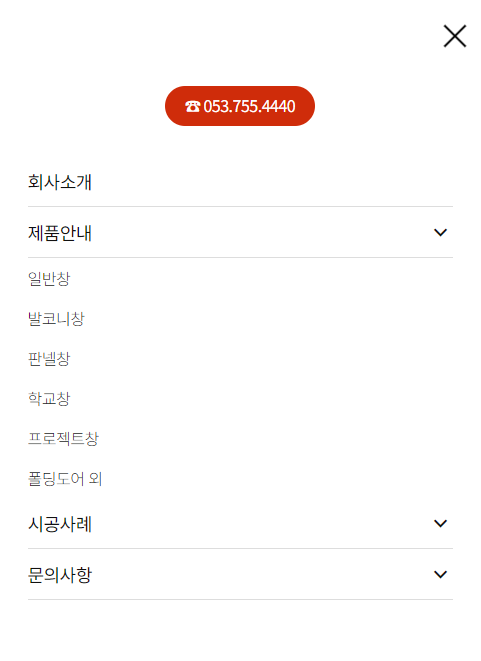 ☎ 053.755.4440
회사소개
제품안내
일반창
발코니창
판넬창
학교창
프로젝트창
폴딩도어 외
시공사례
문의사항